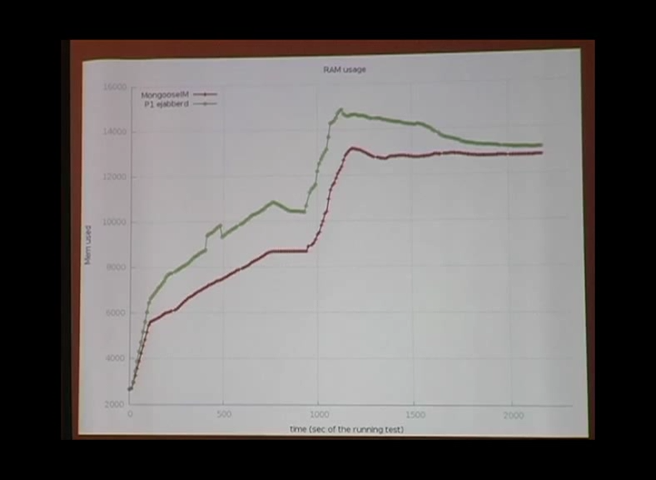 RAM usage
16000
MongooseIM
P1 ejabberd
14000
12000
10000
8000
6000
4000
2000
Mem used
0
500
1000
1500
2000
time (sec of the running test)